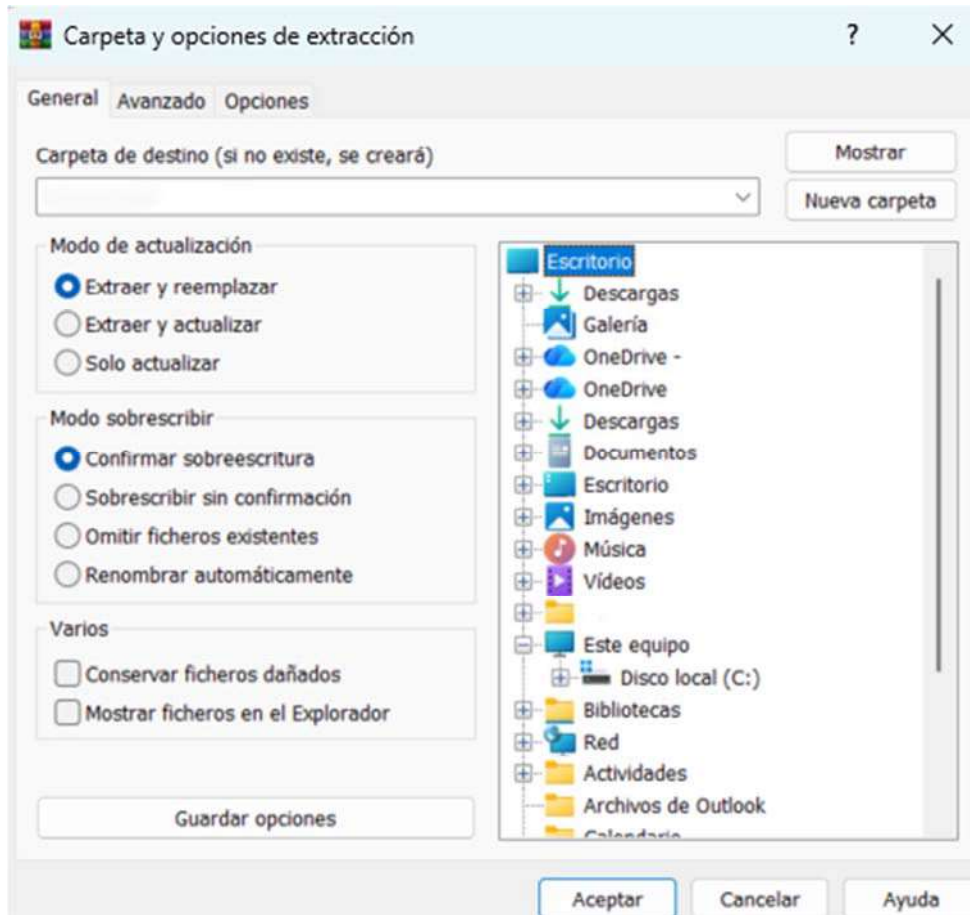 Carpeta y opciones de extracción
?
General Avanzado Opciones
Carpeta de destino (si no existe, se creará)
Mostrar
Nueva carpeta
Modo de actualización
Extraer y reemplazar
Extraer y actualizar
Solo actualizar
Modo sobrescribir
Confirmar sobreescritura
Sobrescribir sin confirmación
Omitir ficheros existentes
Renombrar automáticamente
Varios
Conservar ficheros dañados
Mostrar ficheros en el Explorador
Guardar opciones
Escritorio
Descargas
Galería
OneDrive -
OneDrive
Descargas
Documentos
Escritorio
Imágenes
Música
Vídeos
Este equipo
Disco local (C:)
Bibliotecas
Red
Actividades
Archivos de Outlook
Calendario
Aceptar Cancelar Ayuda